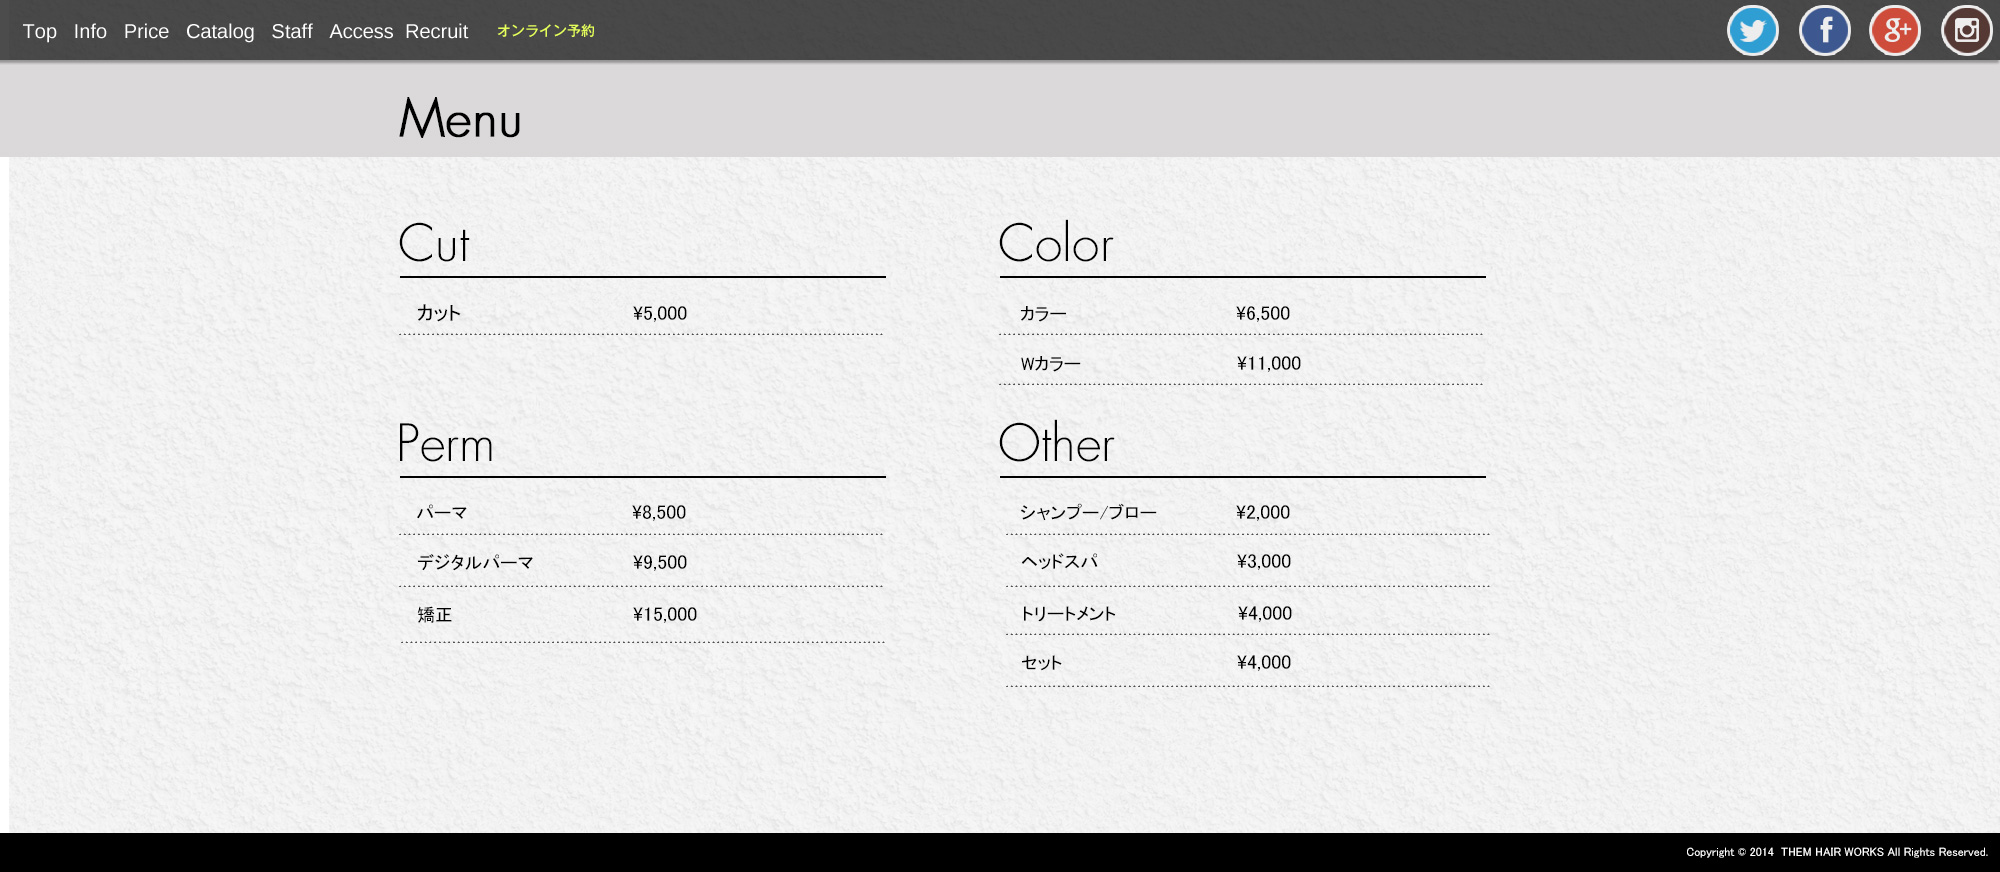 Top Info Price Catalog Staff Access Recruit オンライン予約
Menu
Cut
カット ¥5,000
Color
カラー ¥6,500
Wカラー ¥11,000
Perm
パーマ ¥8,500
デジタルパーマ ¥9,500
矯正 ¥15,000
Other
シャンプー/ブロー ¥2,000
ヘッドスパ ¥3,000
トリートメント ¥4,000
セット ¥4,000
Copyright © 2014 THEM HAIR WORKS All Rights Reserved.